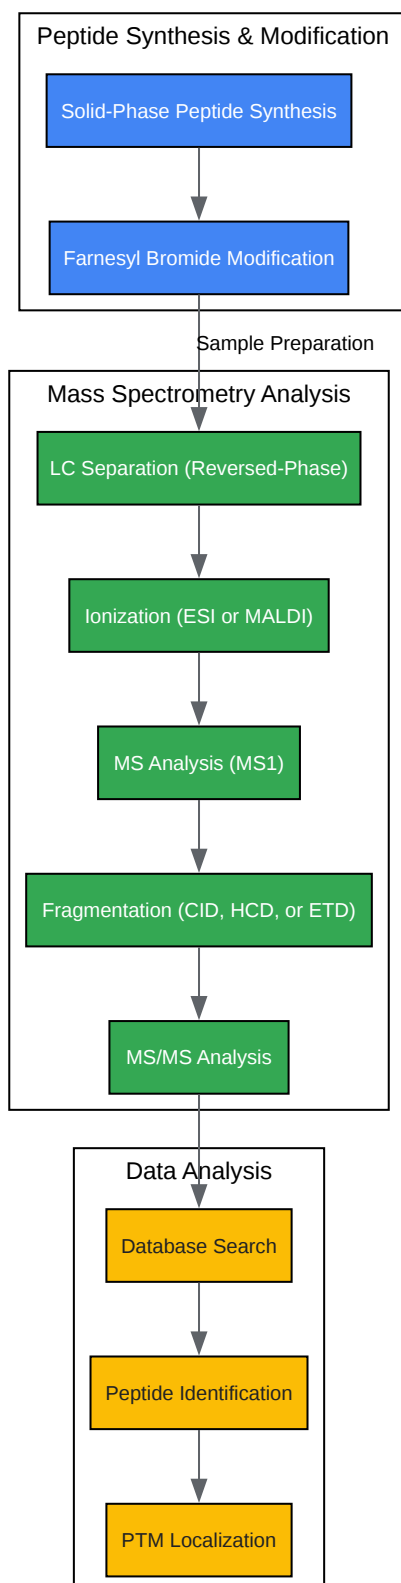 Peptide Synthesis & Modification
Solid-Phase Peptide Synthesis
Farnesyl Bromide Modification
Sample Preparation
Mass Spectrometry Analysis
LC Separation (Reversed-Phase)
Ionization (ESI or MALDI)
MS Analysis (MS1)
Fragmentation (CID, HCD, or ETD)
MS/MS Analysis
Data Analysis
Database Search
Peptide Identification
PTM Localization